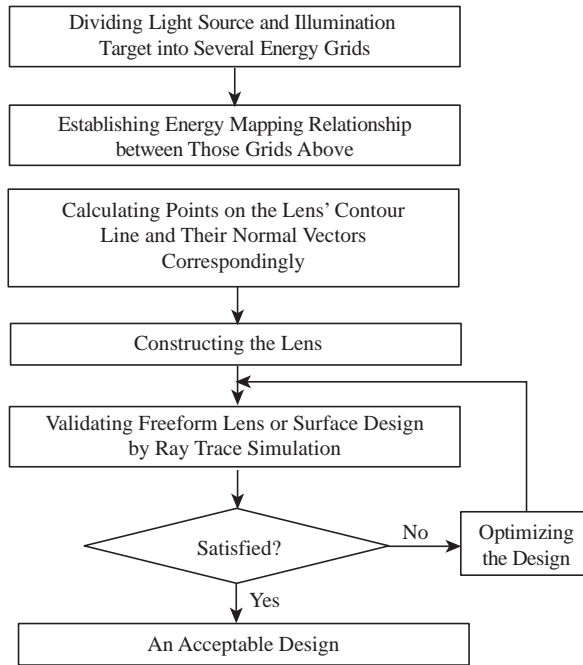 Dividing Light Source and Illumination
Target into Several Energy Grids
Establishing Energy Mapping Relationship
between Those Grids Above
Calculating Points on the Lens' Contour
Line and Their Normal Vectors
Correspondingly
Constructing the Lens
Validating Freeform Lens or Surface Design
by Ray Trace Simulation
Satisfied?
No
Optimizing
the Design
Yes
An Acceptable Design